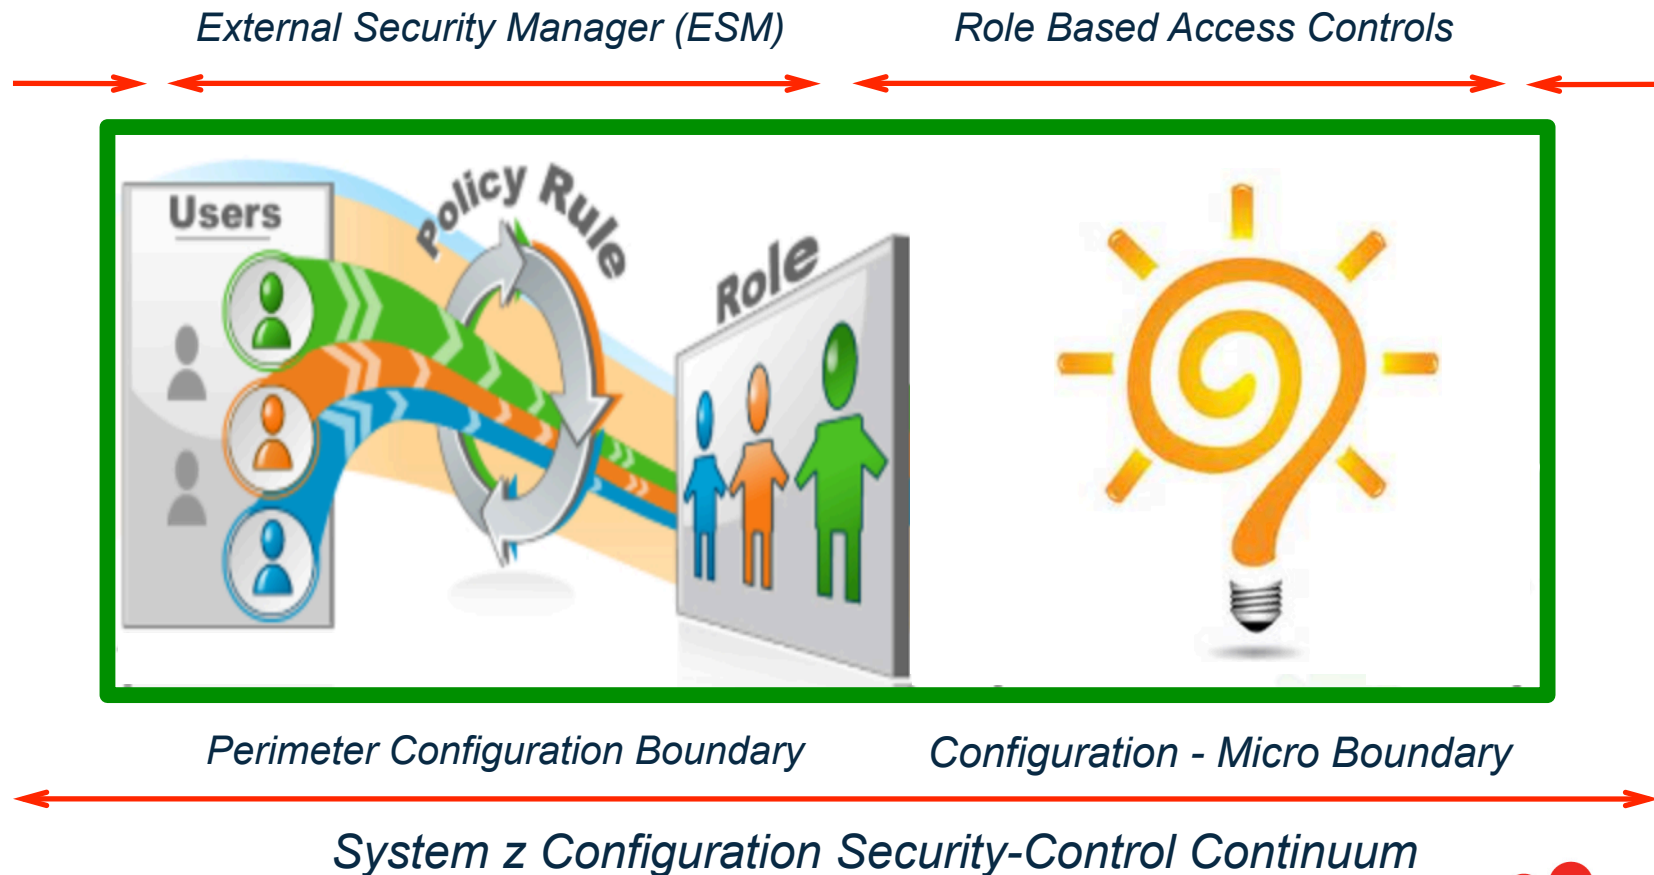 External Security Manager (ESM)
Role Based Access Controls
Users
Policy Rule
Role
Perimeter Configuration Boundary
Configuration - Micro Boundary
System z Configuration Security-Control Continuum